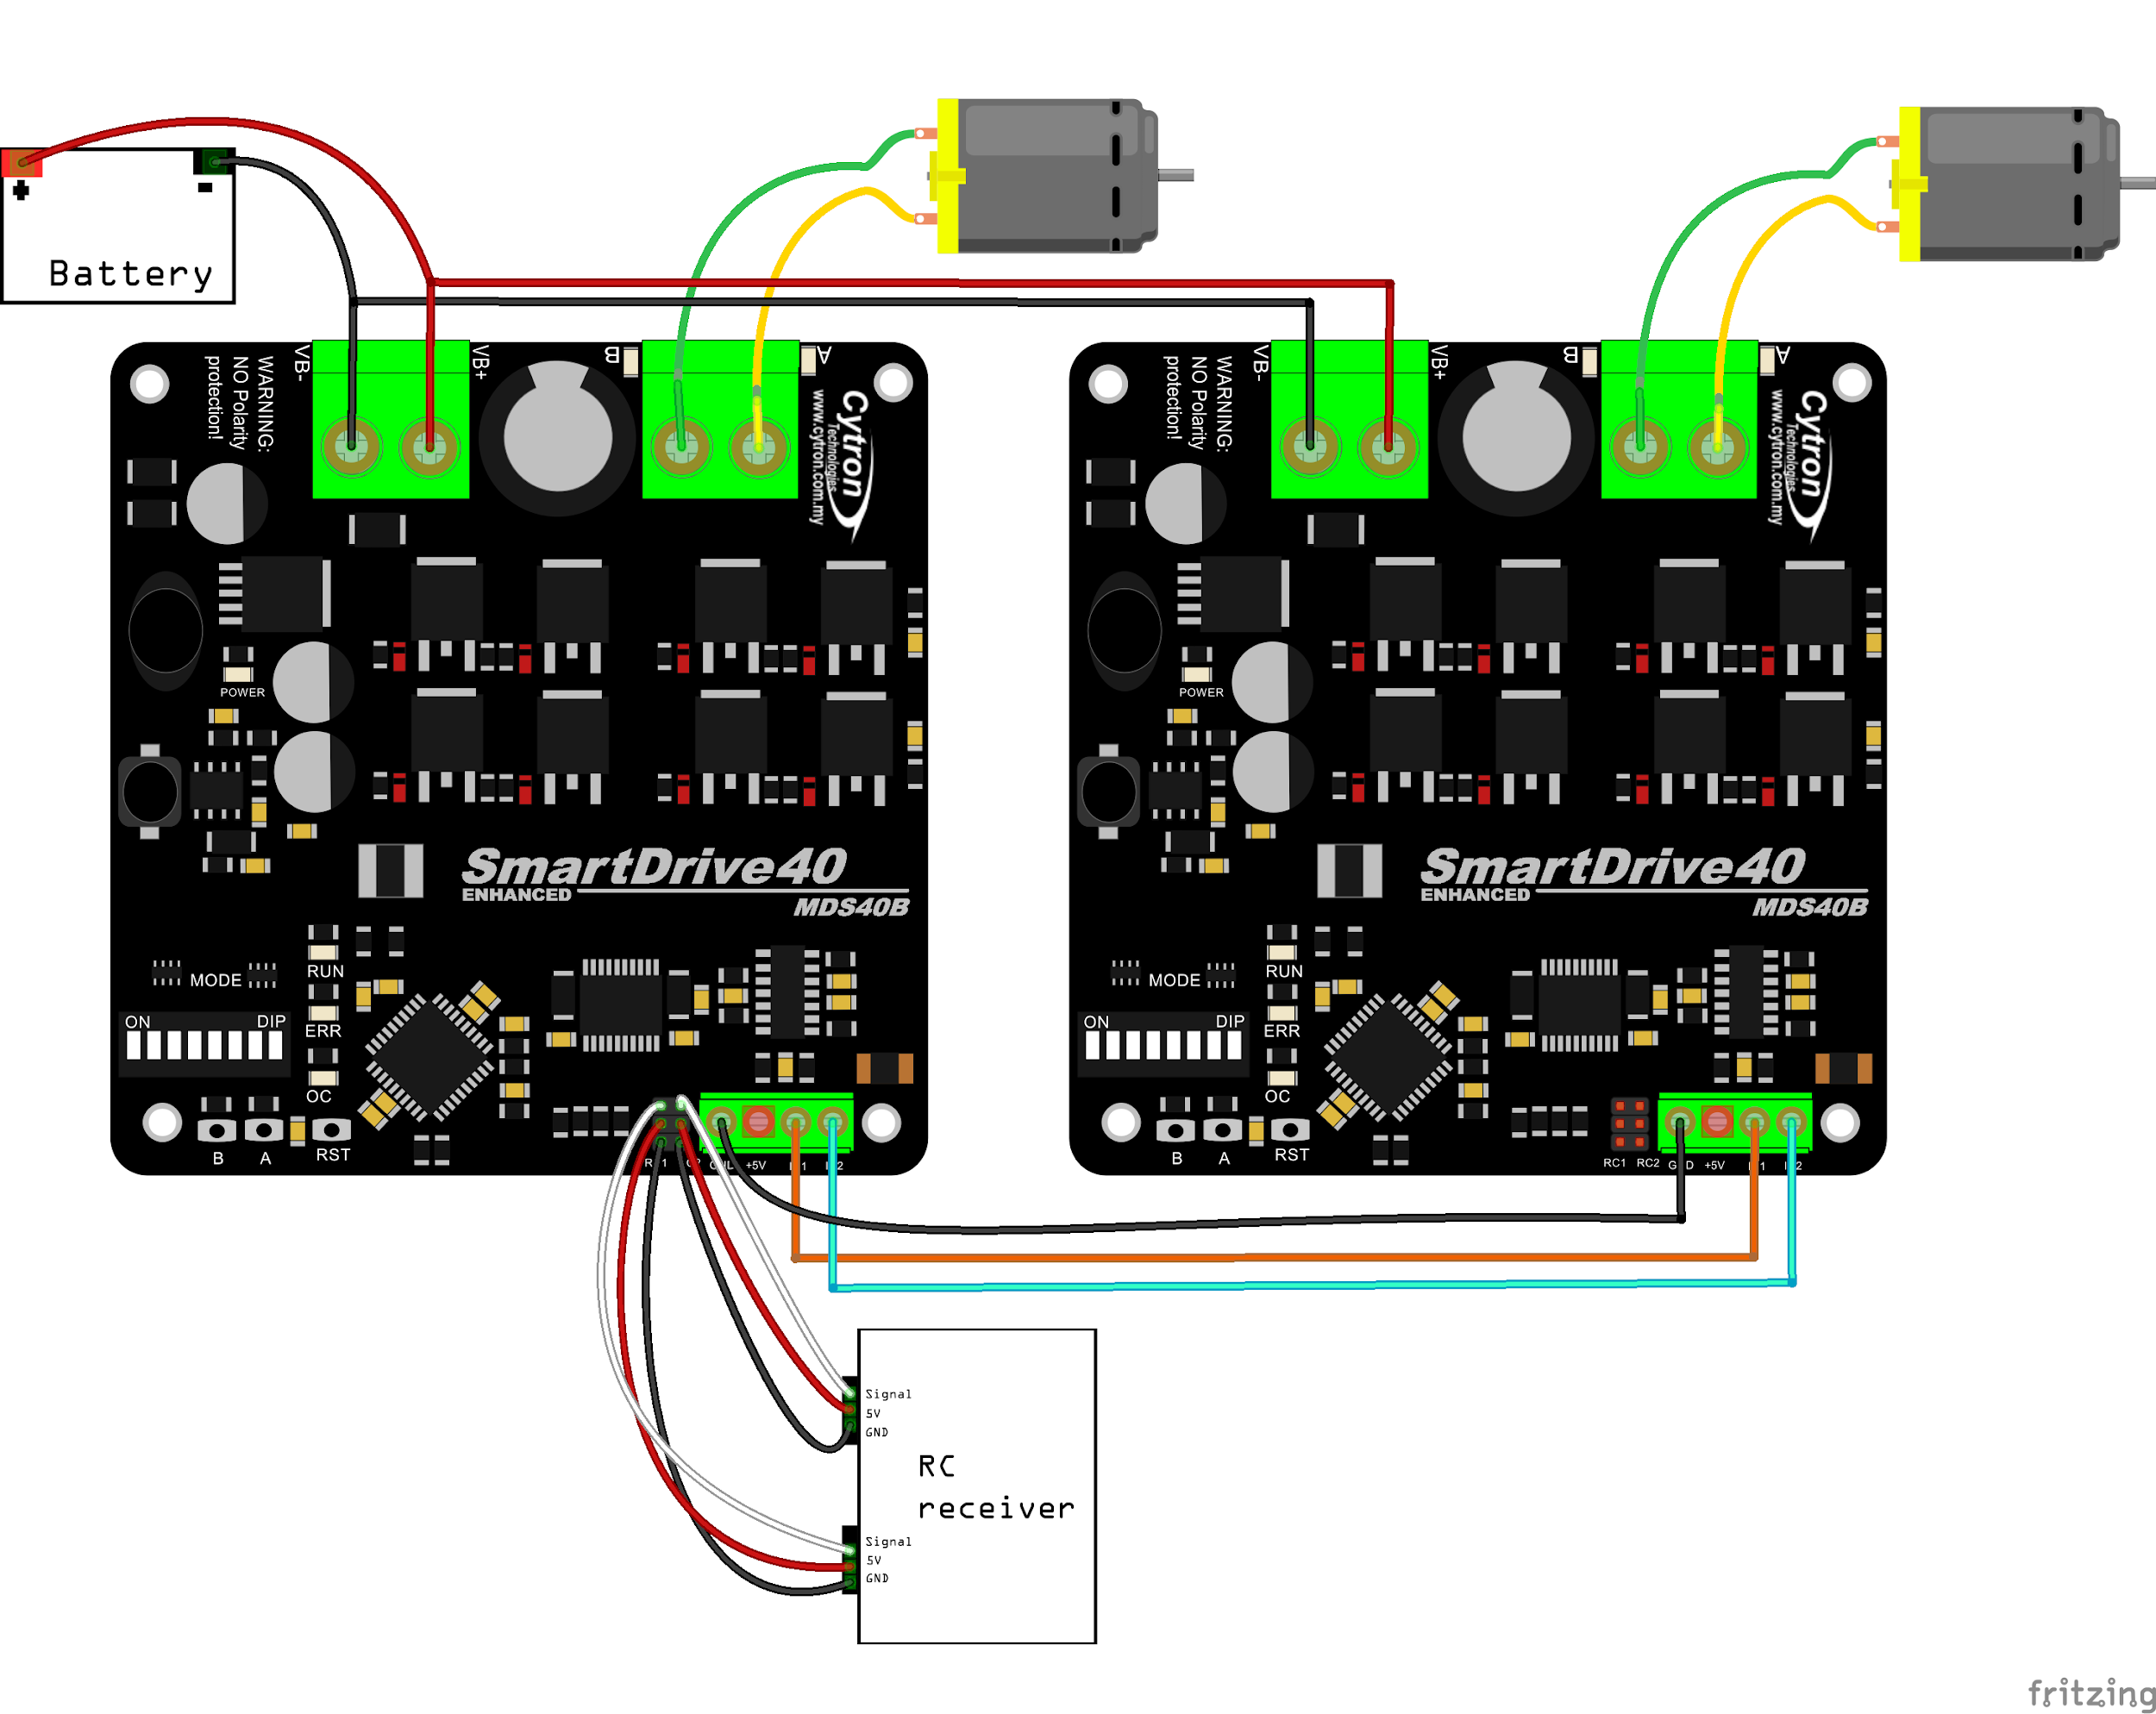 Battery
+
-
VB-
VB+
B
A
WARNING:
NO Polarity
protection!
Cytron
Technologies
www.cytron.com.my
POWER
SmartDrive40
ENHANCED
MDS40B
RUN
MODE
ERR
ON
DIP
OC
B
A
RST
+5V
VB-
VB+
B
A
WARNING:
NO Polarity
protection!
Cytron
Technologies
www.cytron.com.my
POWER
SmartDrive40
ENHANCED
MDS40B
RUN
MODE
ERR
ON
DIP
OC
B
A
RST
RC1
RC2
+5V
Signal
5V
GND
RC
receiver
Signal
5V
GND
fritzing